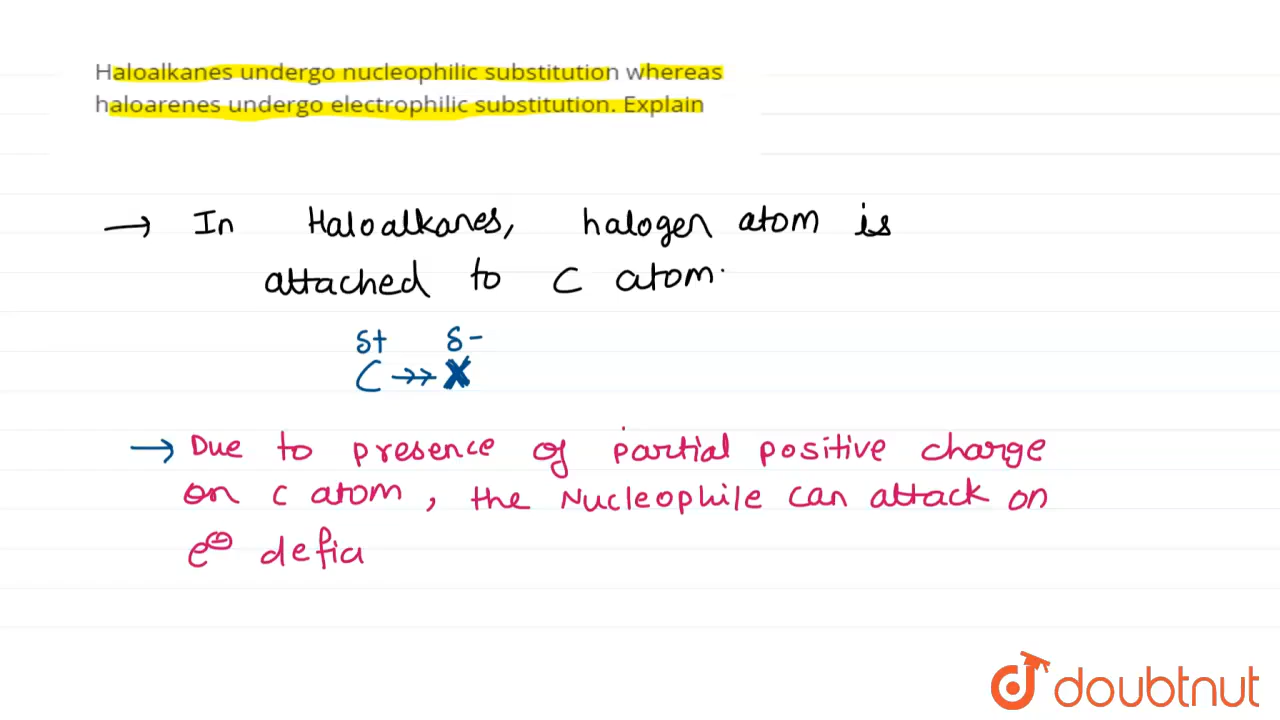 Haloalkanes undergo nucleophilic substitution whereas
haloarenes undergo electrophilic substitution. Explain
→ In Haloalkanes, halogen atom is
attached to C atom.
δ+ δ-
C →→ X
→ Due to presence of partial positive charge
on C atom, the Nucleophile can attack on
e⊖ defici
doubtnut